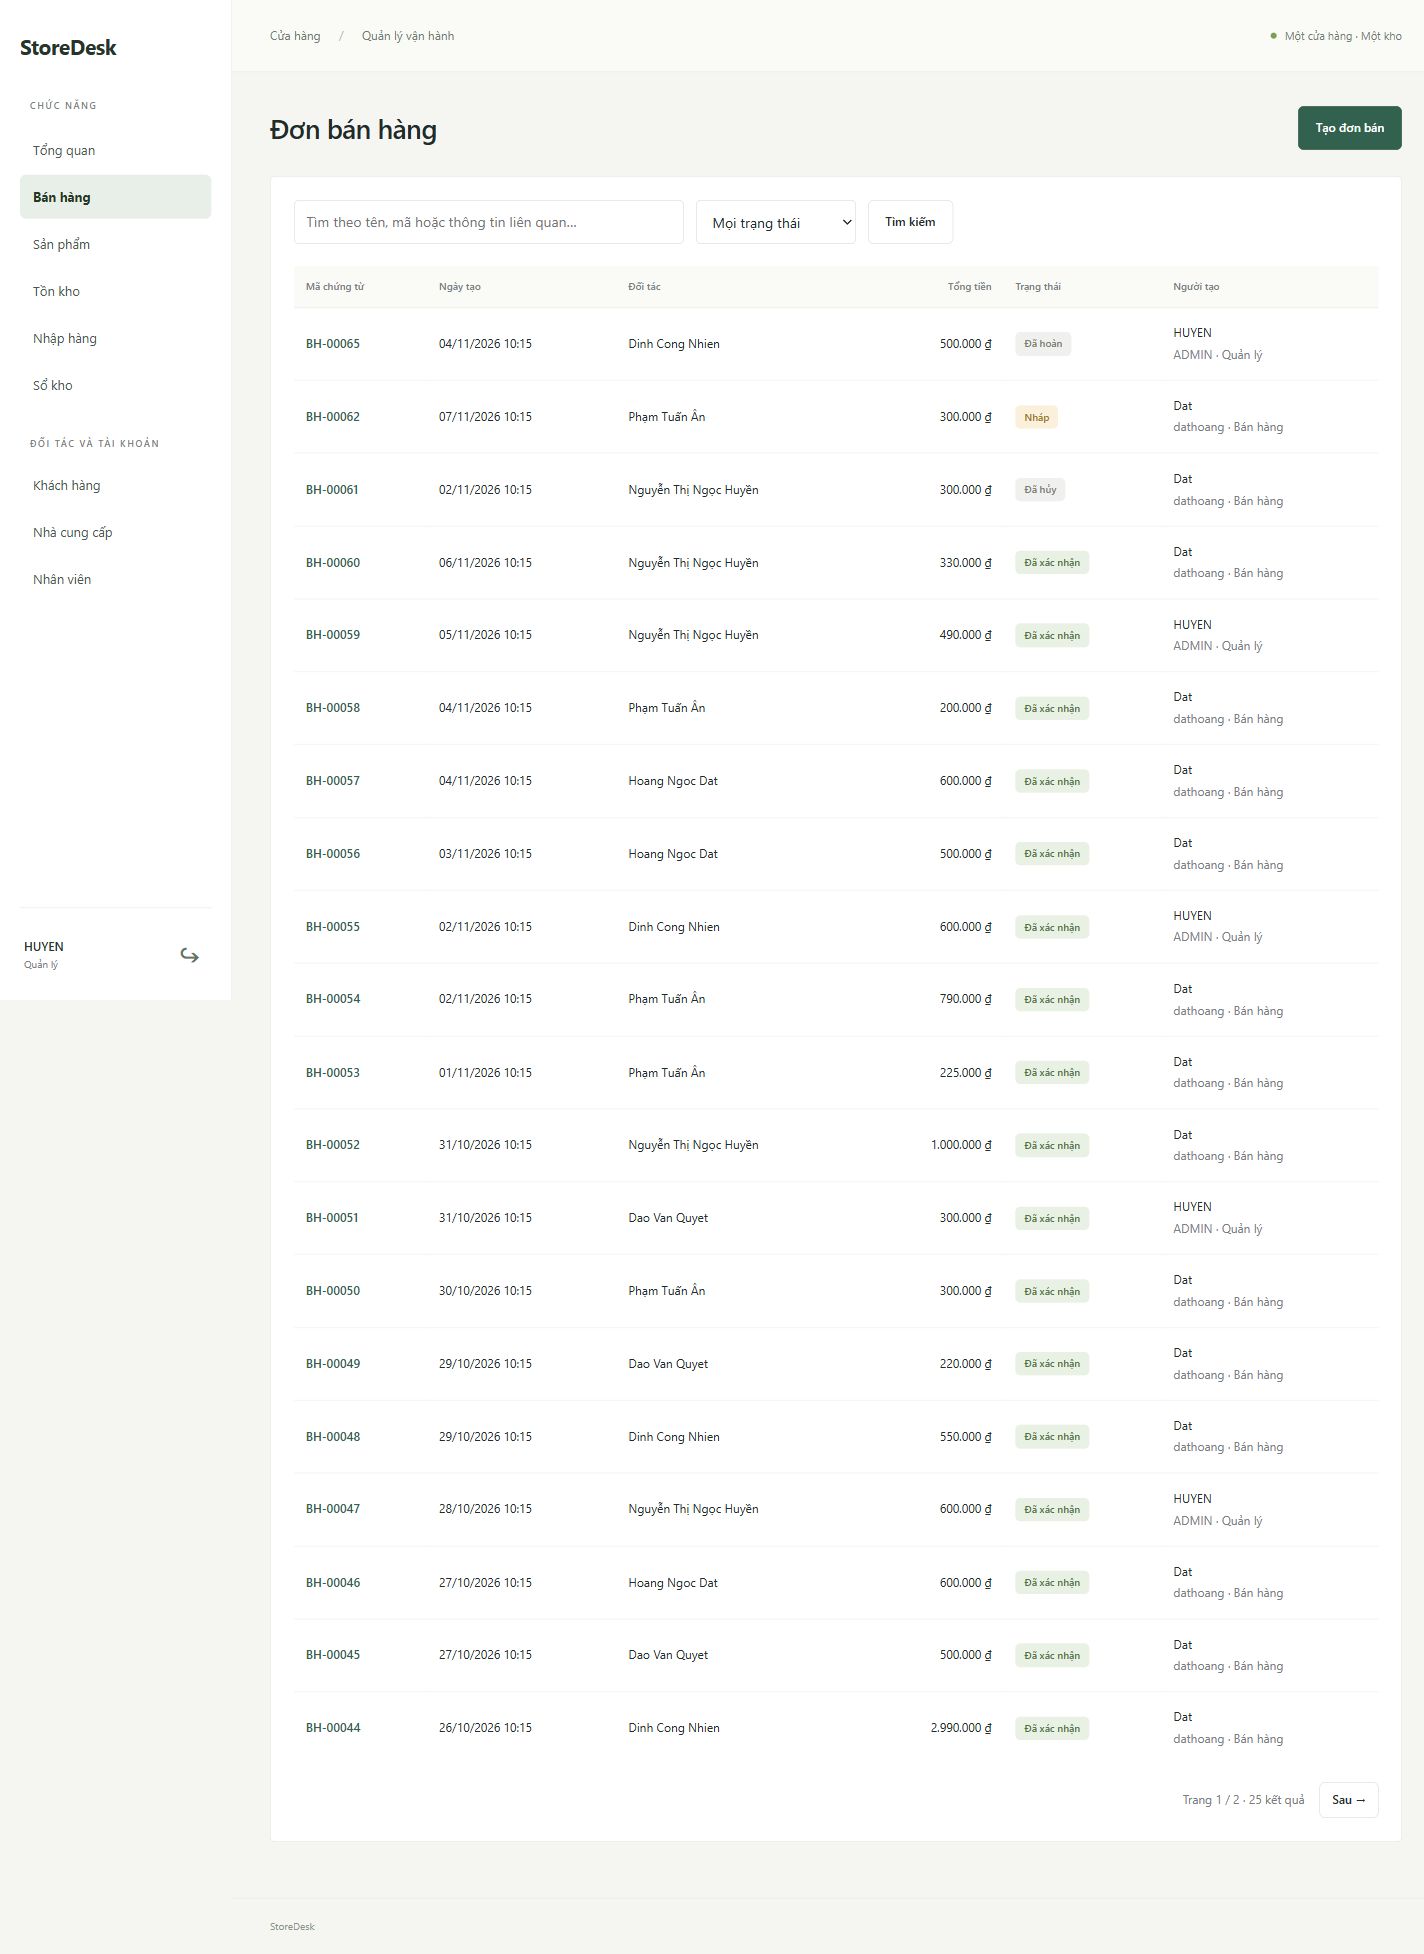 StoreDesk
CHỨC NĂNG
Tổng quan
Bán hàng
Sản phẩm
Tồn kho
Nhập hàng
Sổ kho
ĐỐI TÁC VÀ TÀI KHOẢN
Khách hàng
Nhà cung cấp
Nhân viên
HUYEN
Quản lý
Cửa hàng / Quản lý vận hành
Một cửa hàng · Một kho
Đơn bán hàng
Tạo đơn bán
Tìm theo tên, mã hoặc thông tin liên quan...
Mọi trạng thái
Tìm kiếm
Mã chứng từ Ngày tạo Đối tác Tổng tiền Trạng thái Người tạo
BH-00065 04/11/2026 10:15 Dinh Cong Nhien 500.000 ₫ Đã hoàn HUYEN
ADMIN · Quản lý
BH-00062 07/11/2026 10:15 Phạm Tuấn Ân 300.000 ₫ Nháp Dat
dathoang · Bán hàng
BH-00061 02/11/2026 10:15 Nguyễn Thị Ngọc Huyền 300.000 ₫ Đã hủy Dat
dathoang · Bán hàng
BH-00060 06/11/2026 10:15 Nguyễn Thị Ngọc Huyền 330.000 ₫ Đã xác nhận Dat
dathoang · Bán hàng
BH-00059 05/11/2026 10:15 Nguyễn Thị Ngọc Huyền 490.000 ₫ Đã xác nhận HUYEN
ADMIN · Quản lý
BH-00058 04/11/2026 10:15 Phạm Tuấn Ân 200.000 ₫ Đã xác nhận Dat
dathoang · Bán hàng
BH-00057 04/11/2026 10:15 Hoang Ngoc Dat 600.000 ₫ Đã xác nhận Dat
dathoang · Bán hàng
BH-00056 03/11/2026 10:15 Hoang Ngoc Dat 500.000 ₫ Đã xác nhận Dat
dathoang · Bán hàng
BH-00055 02/11/2026 10:15 Dinh Cong Nhien 600.000 ₫ Đã xác nhận HUYEN
ADMIN · Quản lý
BH-00054 02/11/2026 10:15 Phạm Tuấn Ân 790.000 ₫ Đã xác nhận Dat
dathoang · Bán hàng
BH-00053 01/11/2026 10:15 Phạm Tuấn Ân 225.000 ₫ Đã xác nhận Dat
dathoang · Bán hàng
BH-00052 31/10/2026 10:15 Nguyễn Thị Ngọc Huyền 1.000.000 ₫ Đã xác nhận Dat
dathoang · Bán hàng
BH-00051 31/10/2026 10:15 Dao Van Quyet 300.000 ₫ Đã xác nhận HUYEN
ADMIN · Quản lý
BH-00050 30/10/2026 10:15 Phạm Tuấn Ân 300.000 ₫ Đã xác nhận Dat
dathoang · Bán hàng
BH-00049 29/10/2026 10:15 Dao Van Quyet 220.000 ₫ Đã xác nhận Dat
dathoang · Bán hàng
BH-00048 29/10/2026 10:15 Dinh Cong Nhien 550.000 ₫ Đã xác nhận Dat
dathoang · Bán hàng
BH-00047 28/10/2026 10:15 Nguyễn Thị Ngọc Huyền 600.000 ₫ Đã xác nhận HUYEN
ADMIN · Quản lý
BH-00046 27/10/2026 10:15 Hoang Ngoc Dat 600.000 ₫ Đã xác nhận Dat
dathoang · Bán hàng
BH-00045 27/10/2026 10:15 Dao Van Quyet 500.000 ₫ Đã xác nhận Dat
dathoang · Bán hàng
BH-00044 26/10/2026 10:15 Dinh Cong Nhien 2.990.000 ₫ Đã xác nhận Dat
dathoang · Bán hàng
Trang 1 / 2 · 25 kết quả
Sau →
StoreDesk